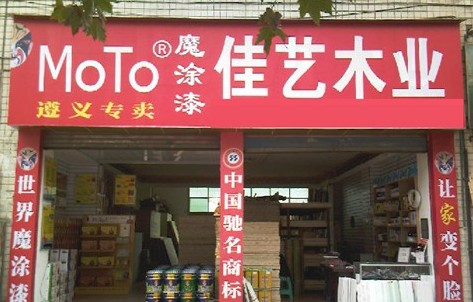 MoTo®
魔涂漆
佳艺木业
遵义专卖
世界魔涂漆
中国驰名商标
让家变个脸